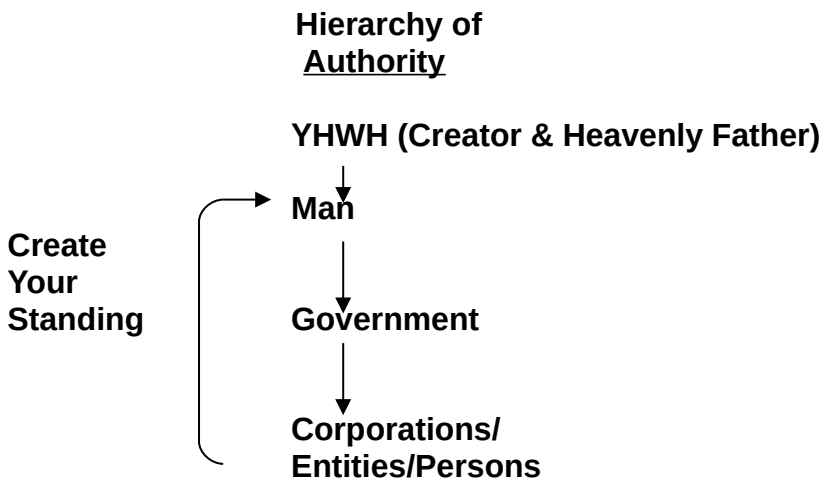 Hierarchy of
Authority
YHWH (Creator & Heavenly Father)
Man
Create
Your
Standing
Government
Corporations/
Entities/Persons